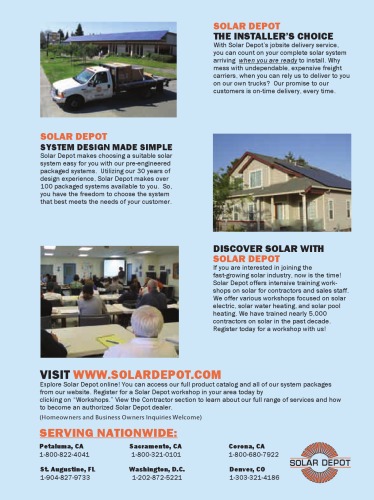 SOLAR DEPOT
THE INSTALLER'S CHOICE
With Solar Depot's jobsite delivery service,
you can count on your complete solar system
arriving when you are ready to install. Why
mess with undependable, expensive freight
carriers, when you can rely us to deliver to you
on our own trucks? Our promise to our
customers is on-time delivery, every time.
SOLAR DEPOT
SYSTEM DESIGN MADE SIMPLE
Solar Depot makes choosing a suitable solar
system easy for you with our pre-engineered
packaged systems. Utilizing our 30 years of
design experience, Solar Depot makes over
100 packaged systems available to you. So,
you have the freedom to choose the system
that best meets the needs of your customer.
DISCOVER SOLAR WITH
SOLAR DEPOT
If you are interested in joining the
fast-growing solar industry, now is the time!
Solar Depot offers intensive training work-
shops on solar for contractors and sales staff.
We offer various workshops focused on solar
electric, solar water heating, and solar pool
heating. We have trained nearly 5,000
contractors on solar in the past decade.
Register today for a workshop with us!
VISIT WWW.SOLARDEPOT.COM
Explore Solar Depot online! You can access our full product catalog and all of our system packages
from our website. Register for a Solar Depot workshop in your area today by
clicking on "Workshops." View the Contractor section to learn about our full range of services and how
to become an authorized Solar Depot dealer.
(Homeowners and Business Owners Inquiries Welcome)
SERVING NATIONWIDE:
Petaluma, CA
1-800-822-4041
Sacramento, CA
1-800-321-0101
Corona, CA
1-800-680-7922
St. Augustine, FL
1-904-827-9733
Washington, D.C.
1-202-872-5221
Denver, CO
1-303-321-4186
SOLAR DEPOT